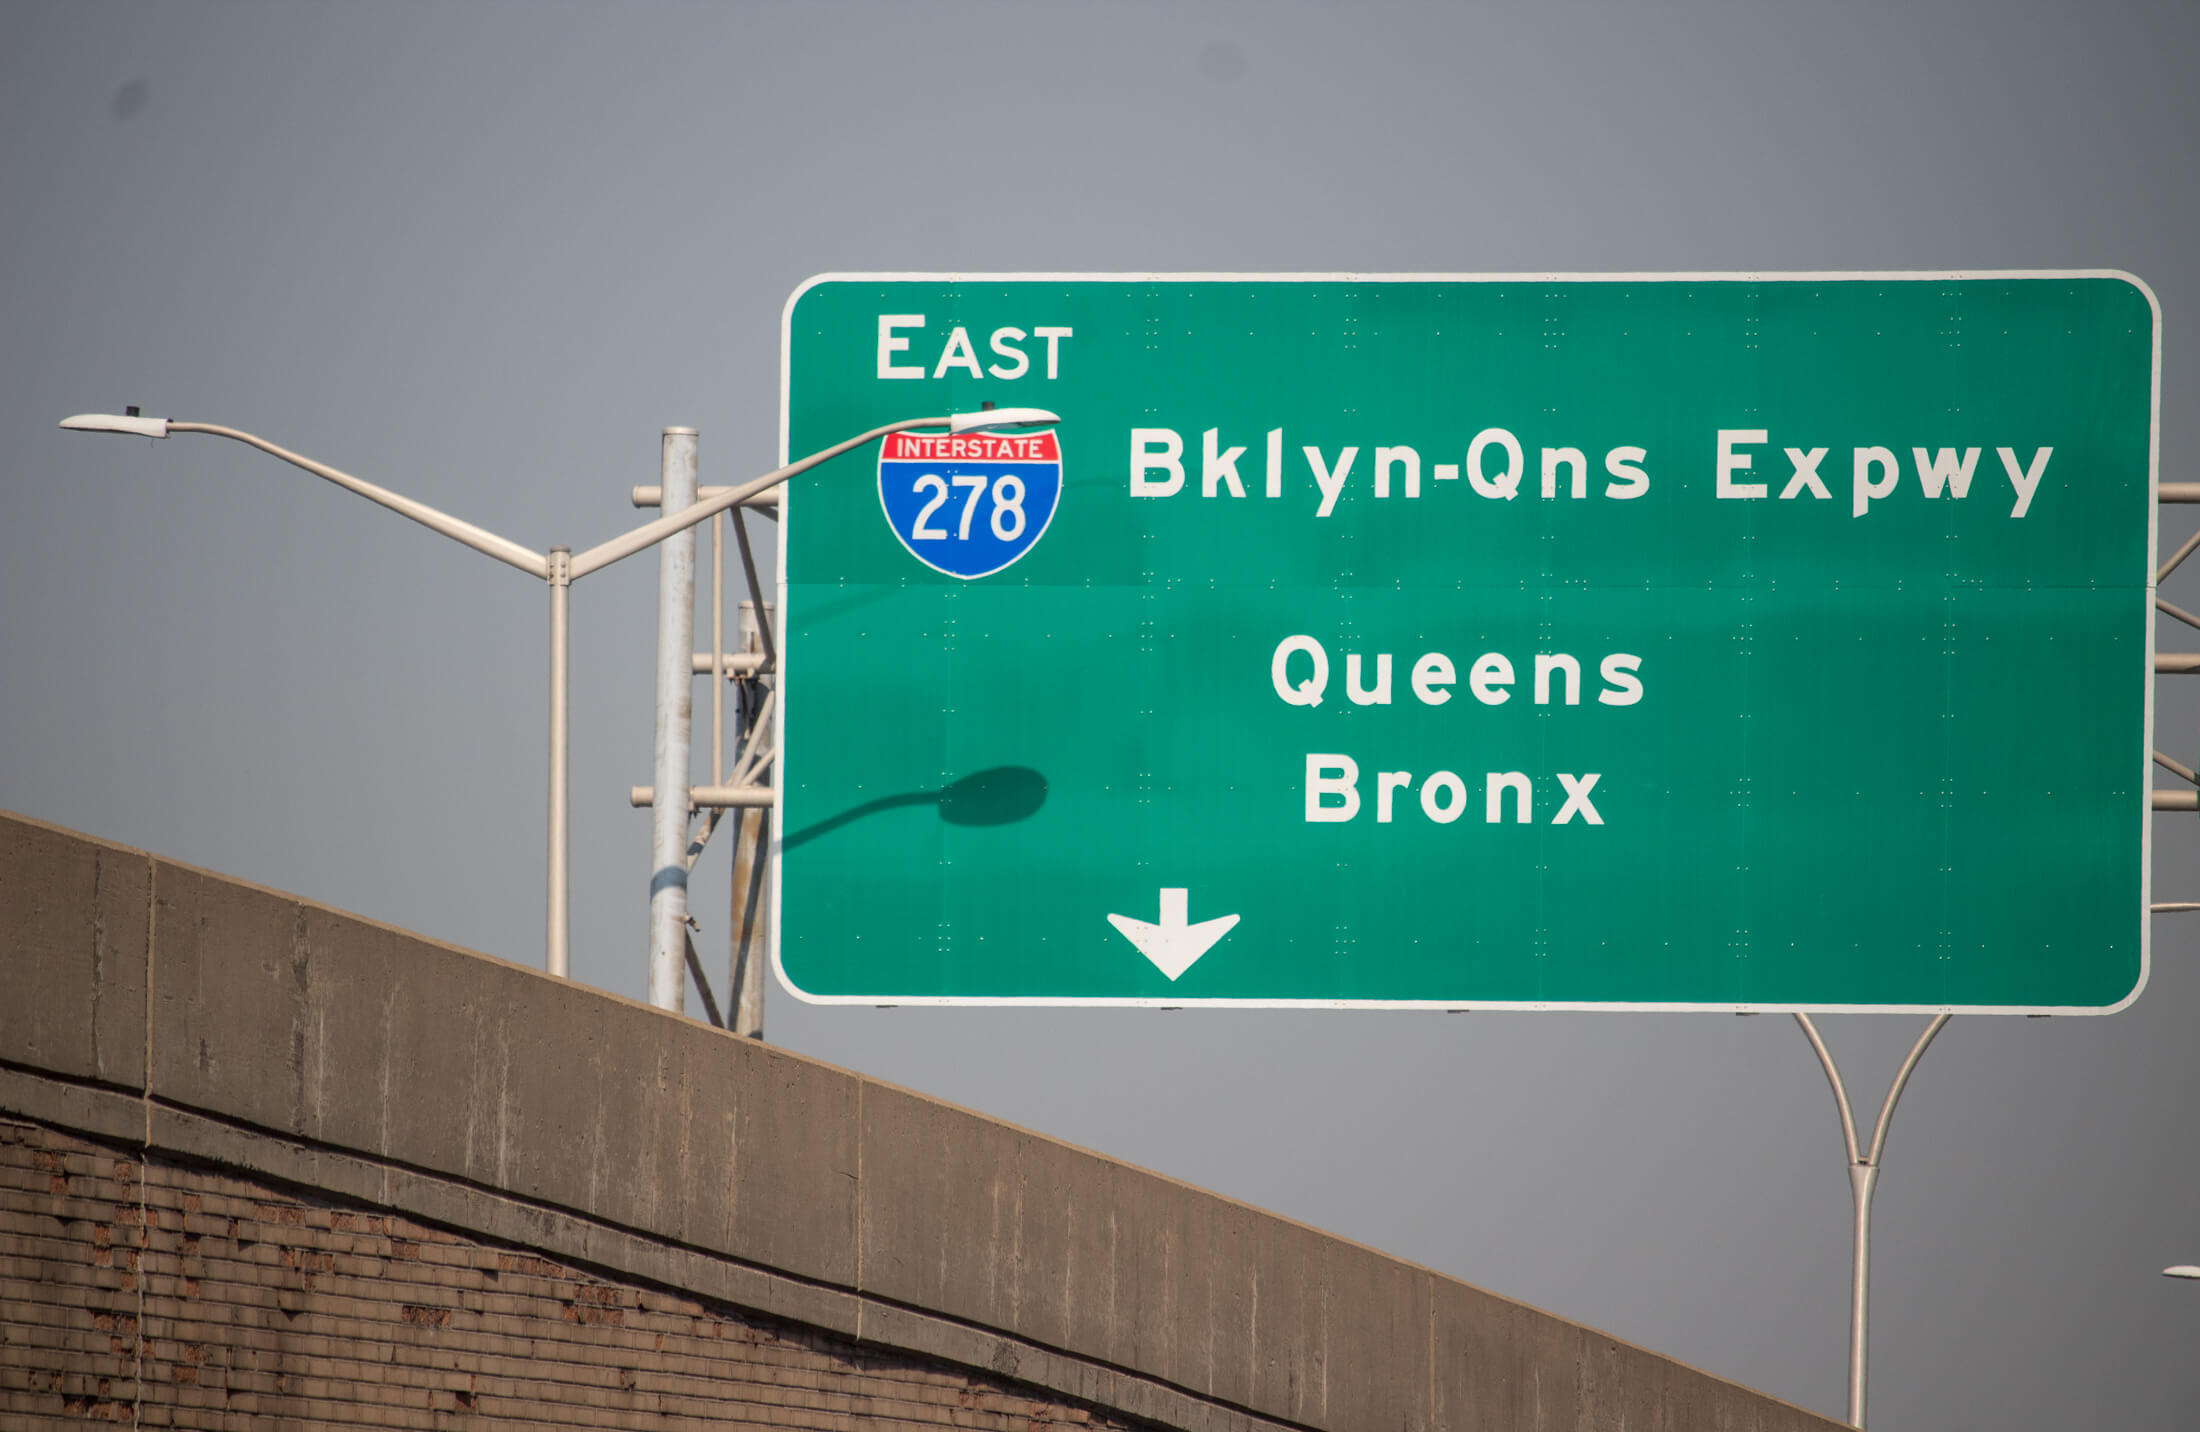 EAST
INTERSTATE
278
Bklyn-Qns Expwy
Queens
Bronx